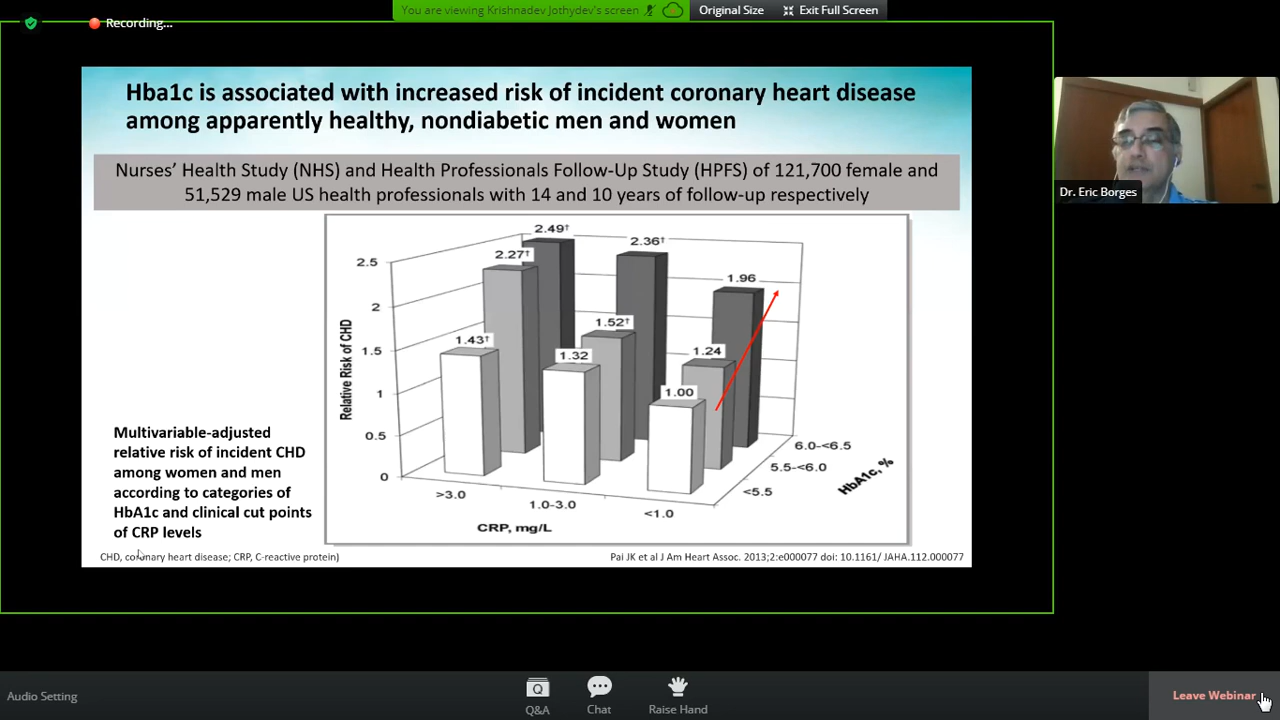 You are viewing Krishnadev Jothydev's screen
Original Size
Exit Full Screen
Recording...
Hba1c is associated with increased risk of incident coronary heart disease
among apparently healthy, nondiabetic men and women
Nurses' Health Study (NHS) and Health Professionals Follow-Up Study (HPFS) of 121,700 female and
51,529 male US health professionals with 14 and 10 years of follow-up respectively
Dr. Eric Borges
2.49†
2.36†
2.27†
1.96
1.52†
1.43†
1.32
1.24
1.00
2.5
2
1.5
1
0.5
0
Relative Risk of CHD
>3.0
1.0-3.0
<1.0
CRP, mg/L
6.0-<6.5
5.5-<6.0
<5.5
HbA1c, %
Multivariable-adjusted
relative risk of incident CHD
among women and men
according to categories of
HbA1c and clinical cut points
of CRP levels
CHD, coronary heart disease; CRP, C-reactive protein)
Pai JK et al J Am Heart Assoc. 2013;2:e000077 doi: 10.1161/ JAHA.112.000077
Audio Setting
Q&A
Chat
Raise Hand
Leave Webinar